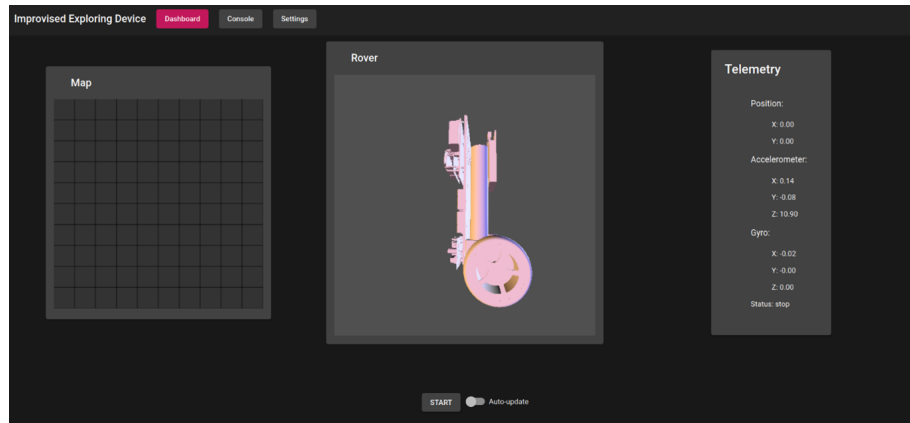 Improvised Exploring Device Dashboard Console Settings
Map
Rover
Telemetry
Position:
X: 0.00
Y: 0.00
Accelerometer:
X: 0.14
Y: -0.08
Z: 10.90
Gyro:
X: -0.02
Y: -0.00
Z: 0.00
Status: stop
START Auto-update